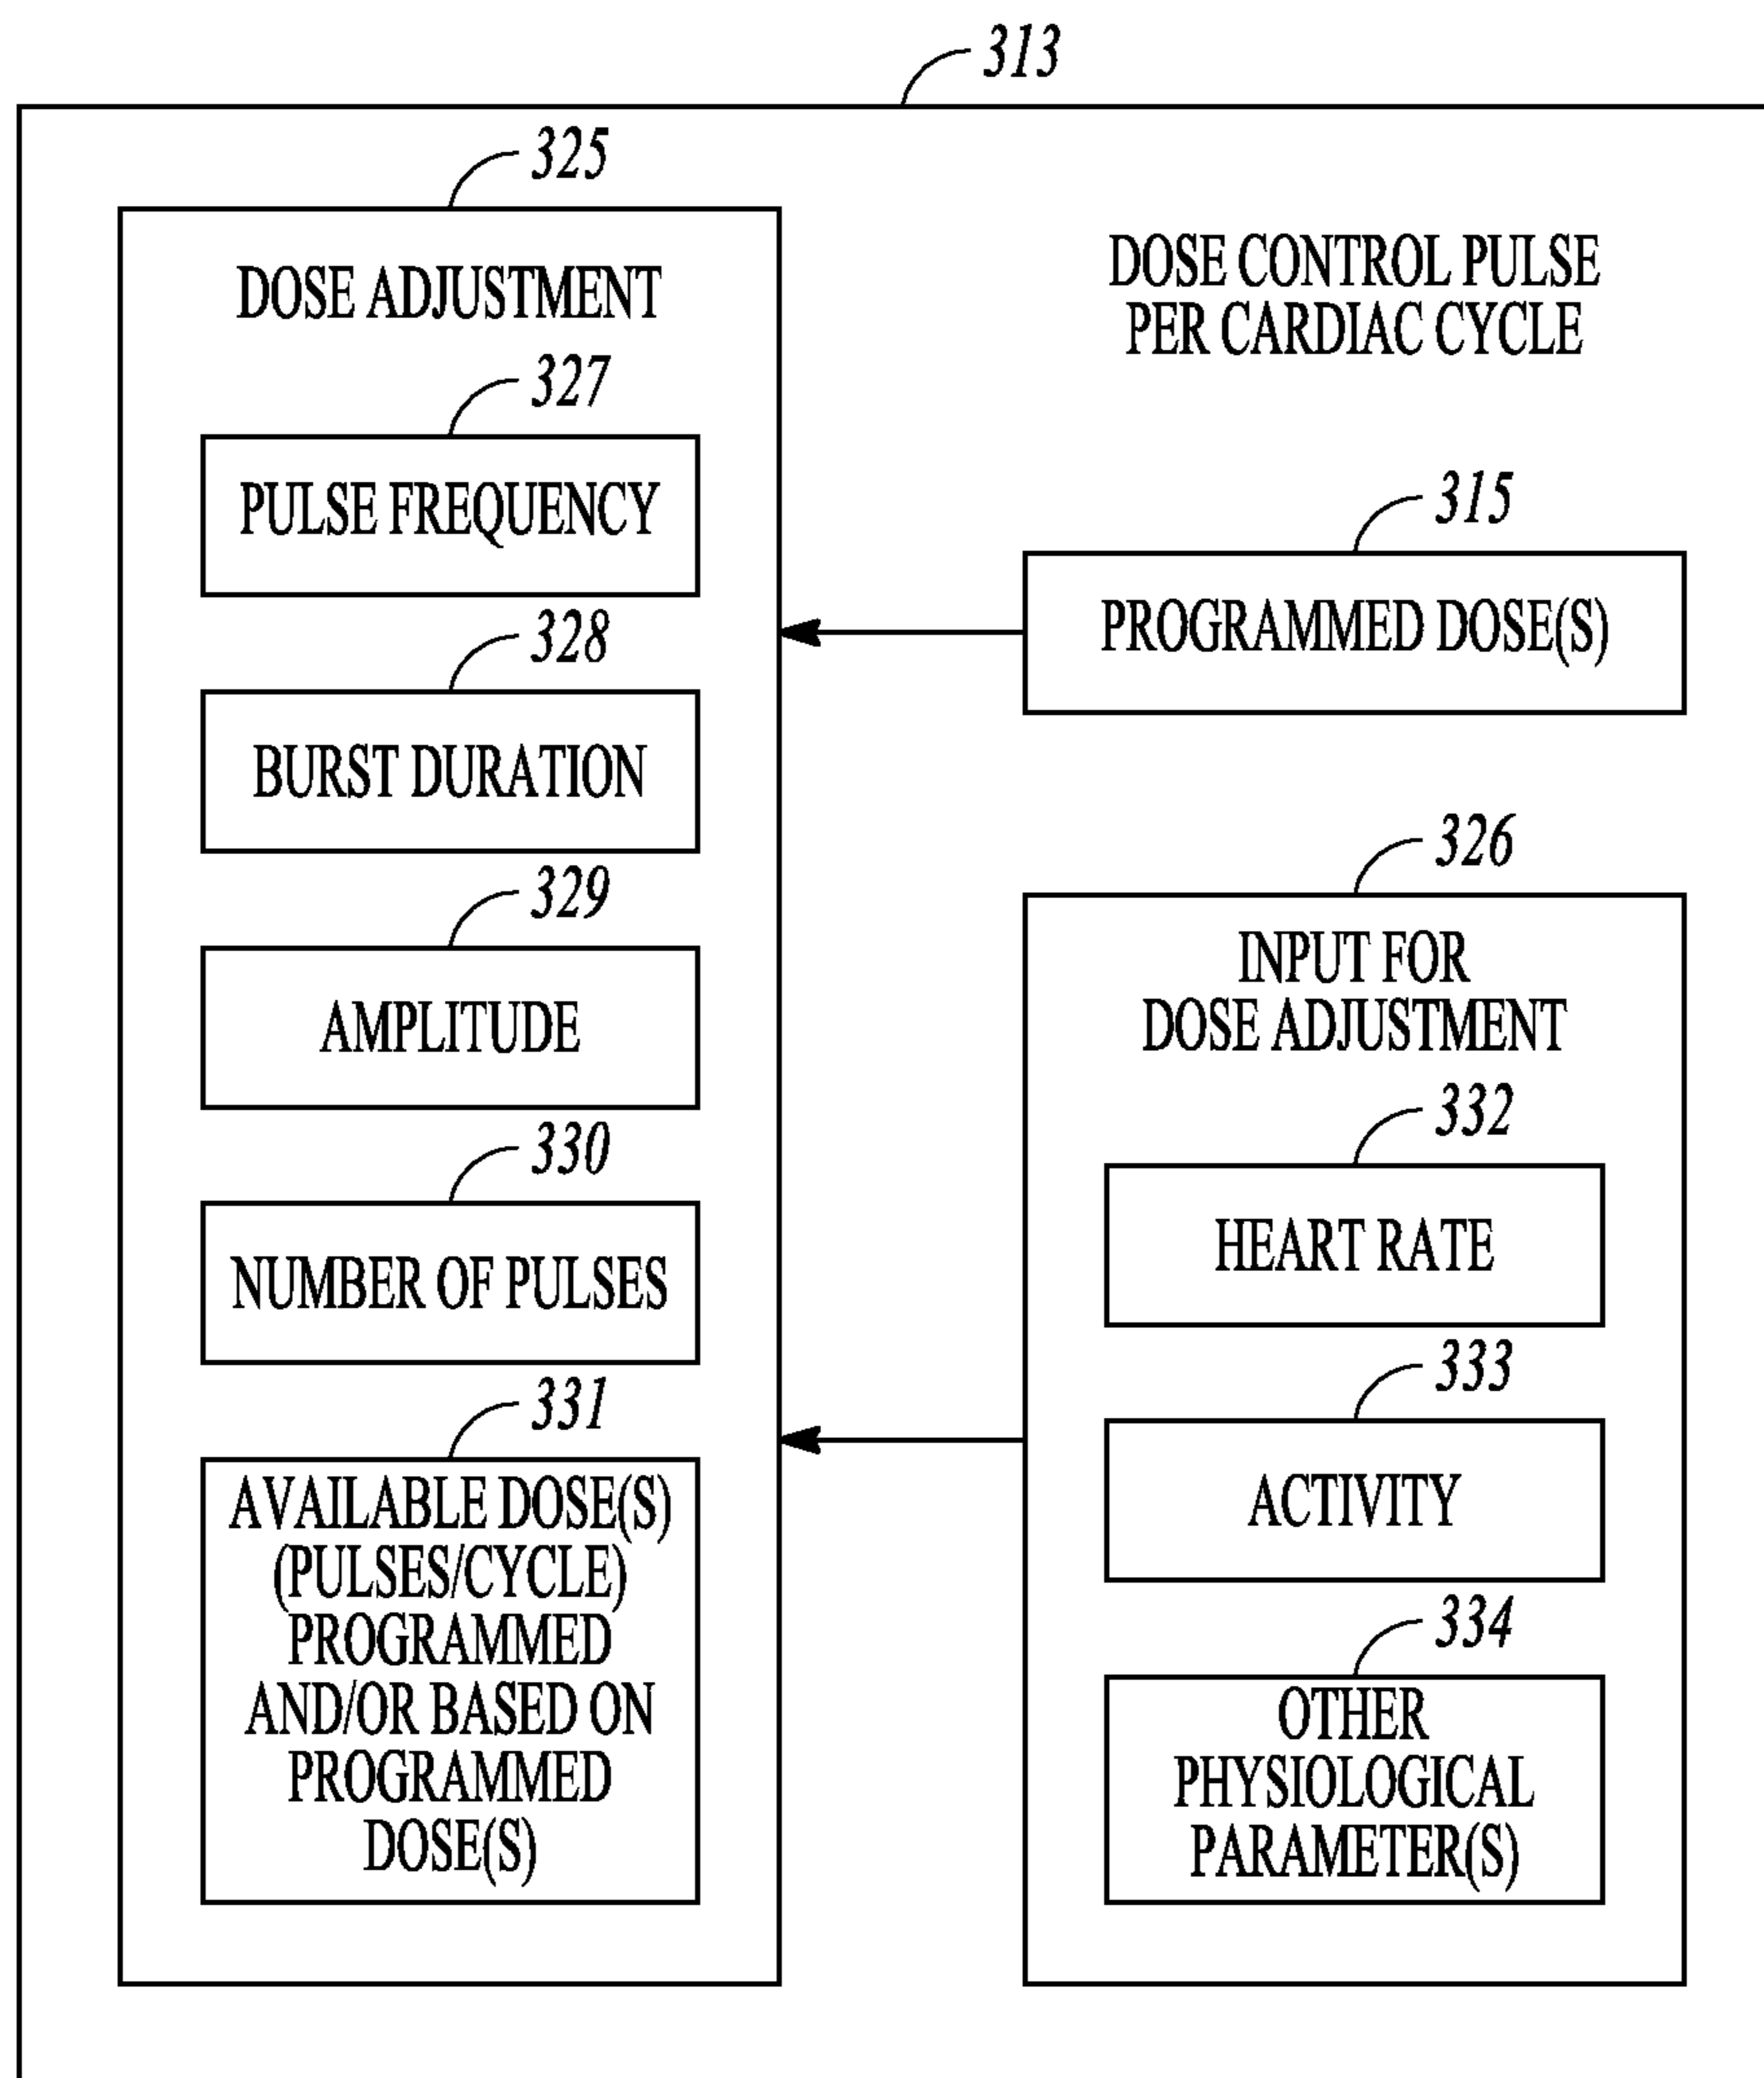 313
325
DOSE ADJUSTMENT
327
PULSE FREQUENCY
328
BURST DURATION
329
AMPLITUDE
330
NUMBER OF PULSES
331
AVAILABLE DOSE(S)
(PULSES/CYCLE)
PROGRAMMED
AND/OR BASED ON
PROGRAMMED
DOSE(S)
DOSE CONTROL PULSE
PER CARDIAC CYCLE
315
PROGRAMMED DOSE(S)
326
INPUT FOR
DOSE ADJUSTMENT
332
HEART RATE
333
ACTIVITY
334
OTHER
PHYSIOLOGICAL
PARAMETER(S)